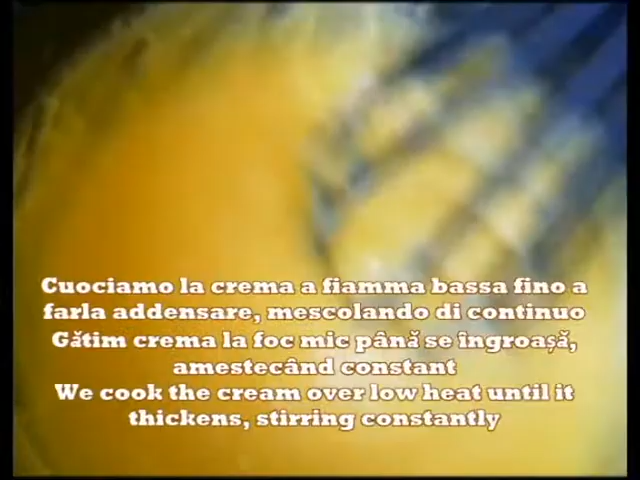 Cuociamo la crema a fiamma bassa fino a
farla addensare, mescolando di continuo
Gătim crema la foc mic până se îngroașă,
amestecând constant
We cook the cream over low heat until it
thickens, stirring constantly